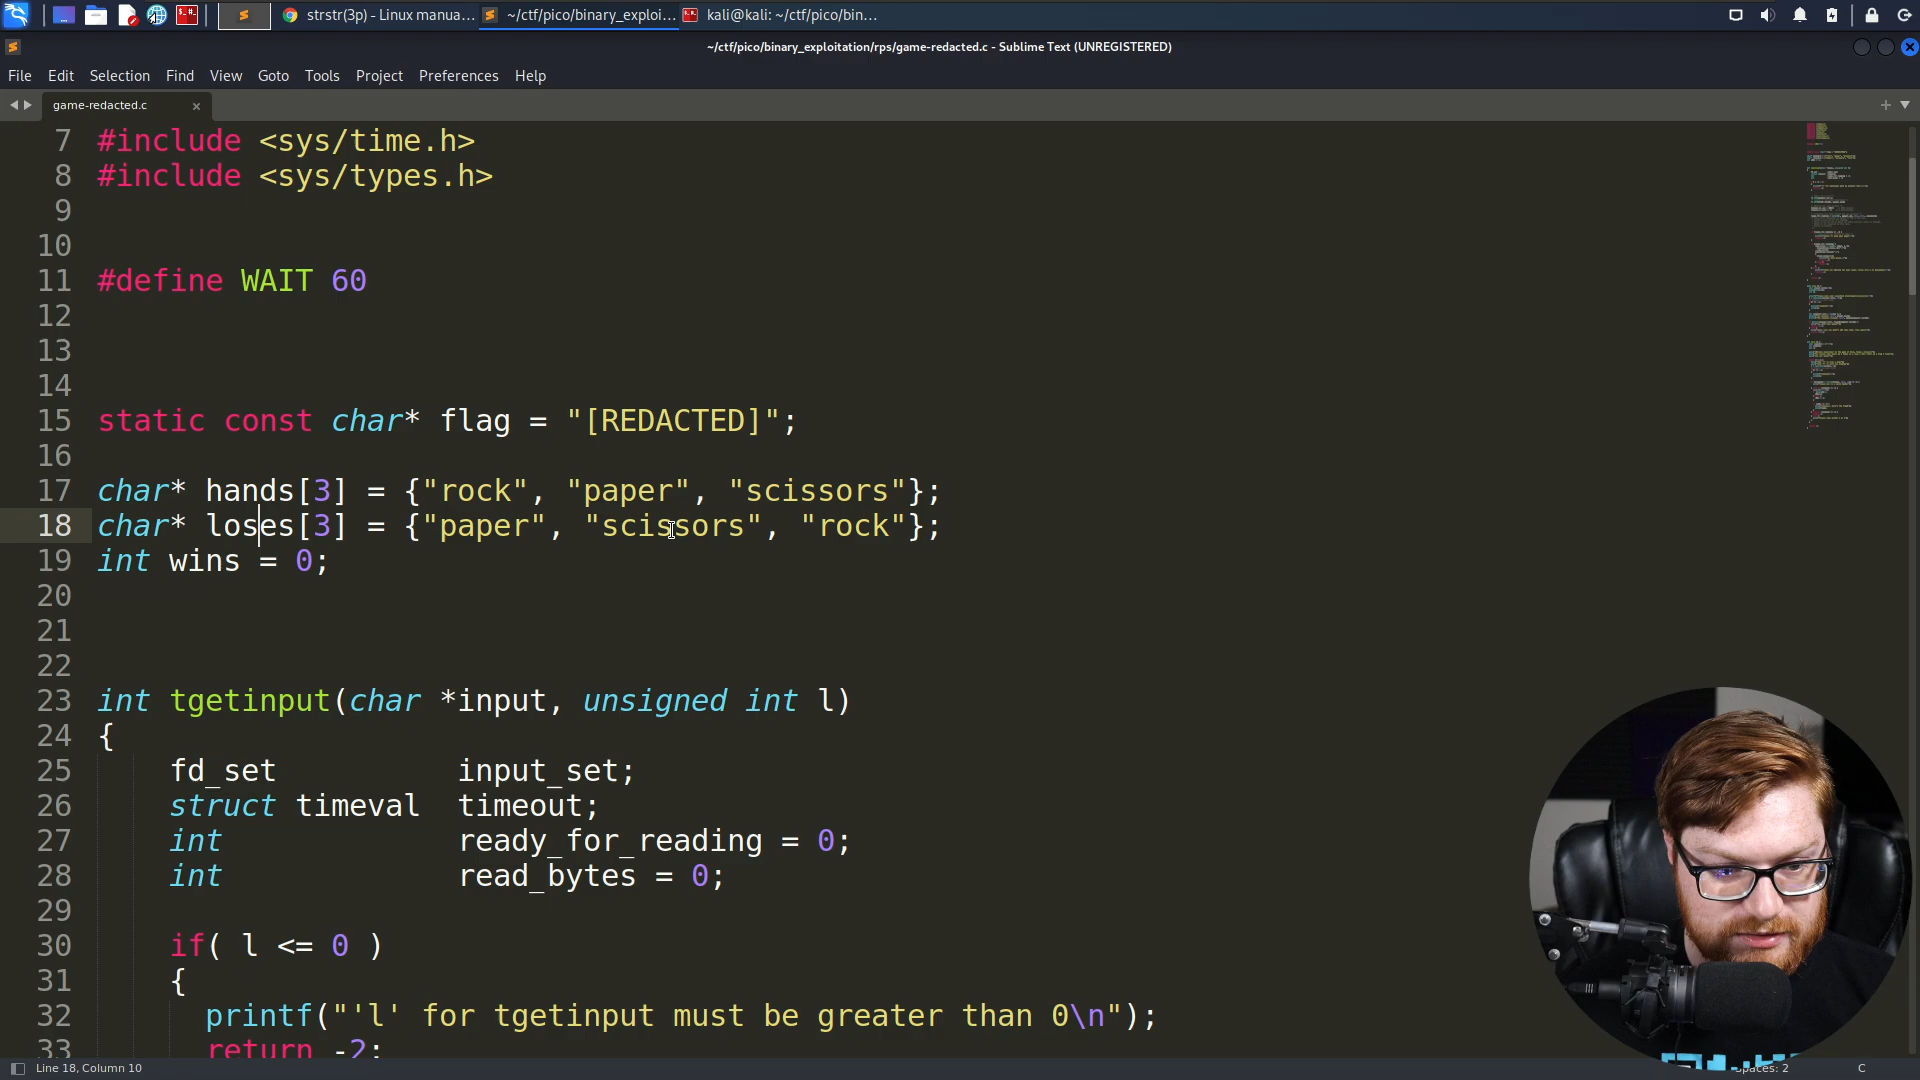 strstr(3p) - Linux manua...
~/ctf/pico/binary_exploi...
kali@kali: ~/ctf/pico/bin...
~/ctf/pico/binary_exploitation/rps/game-redacted.c - Sublime Text (UNREGISTERED)
File Edit Selection Find View Goto Tools Project Preferences Help
game-redacted.c
7 #include <sys/time.h>
8 #include <sys/types.h>
9
10
11 #define WAIT 60
12
13
14
15 static const char* flag = "[REDACTED]";
16
17 char* hands[3] = {"rock", "paper", "scissors"};
18 char* loses[3] = {"paper", "scissors", "rock"};
19 int wins = 0;
20
21
22
23 int tgetinput(char *input, unsigned int l)
24 {
25 fd_set input_set;
26 struct timeval timeout;
27 int ready_for_reading = 0;
28 int read_bytes = 0;
29
30 if( l <= 0 )
31 {
32 printf("'l' for tgetinput must be greater than 0\n");
33 return -2;
Line 18, Column 10
Spaces: 2
C